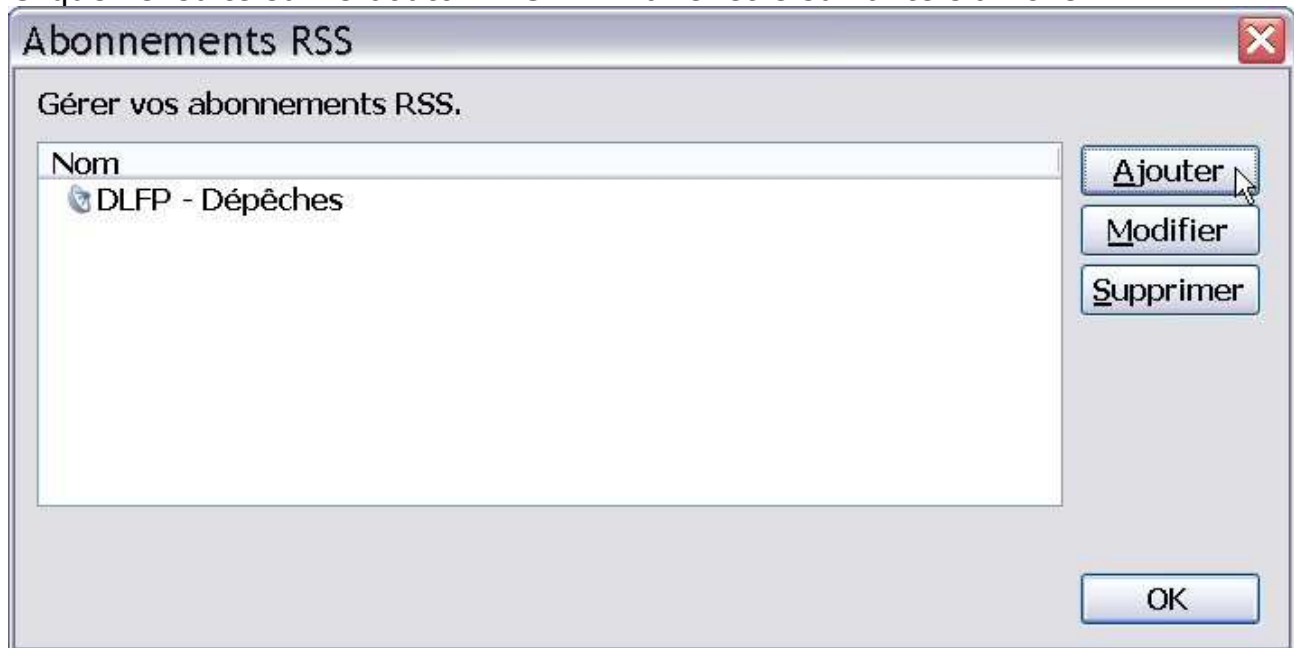 Abonnements RSS
Gérer vos abonnements RSS.
Nom
DLFP - Dépêches
Ajouter
Modifier
Supprimer
OK